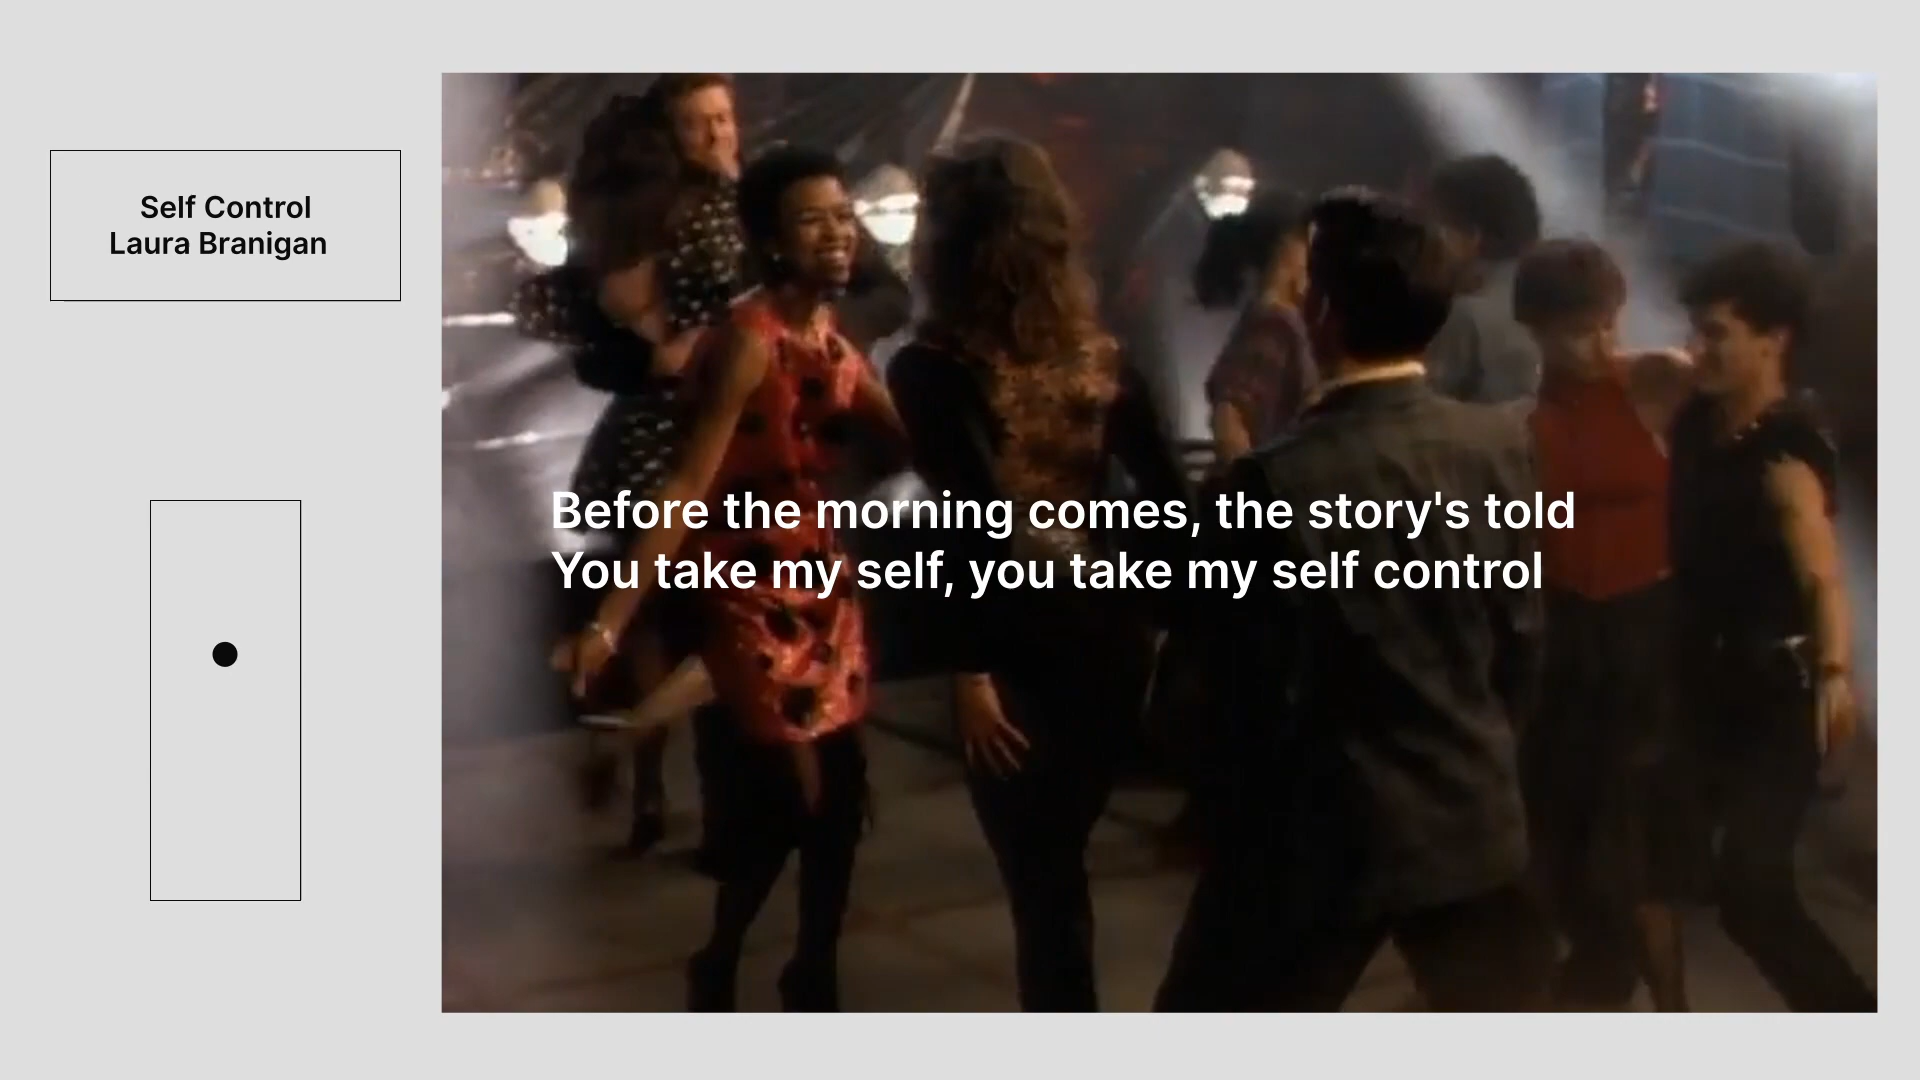 Self Control
Laura Branigan
Before the morning comes, the story's told
You take my self, you take my self control